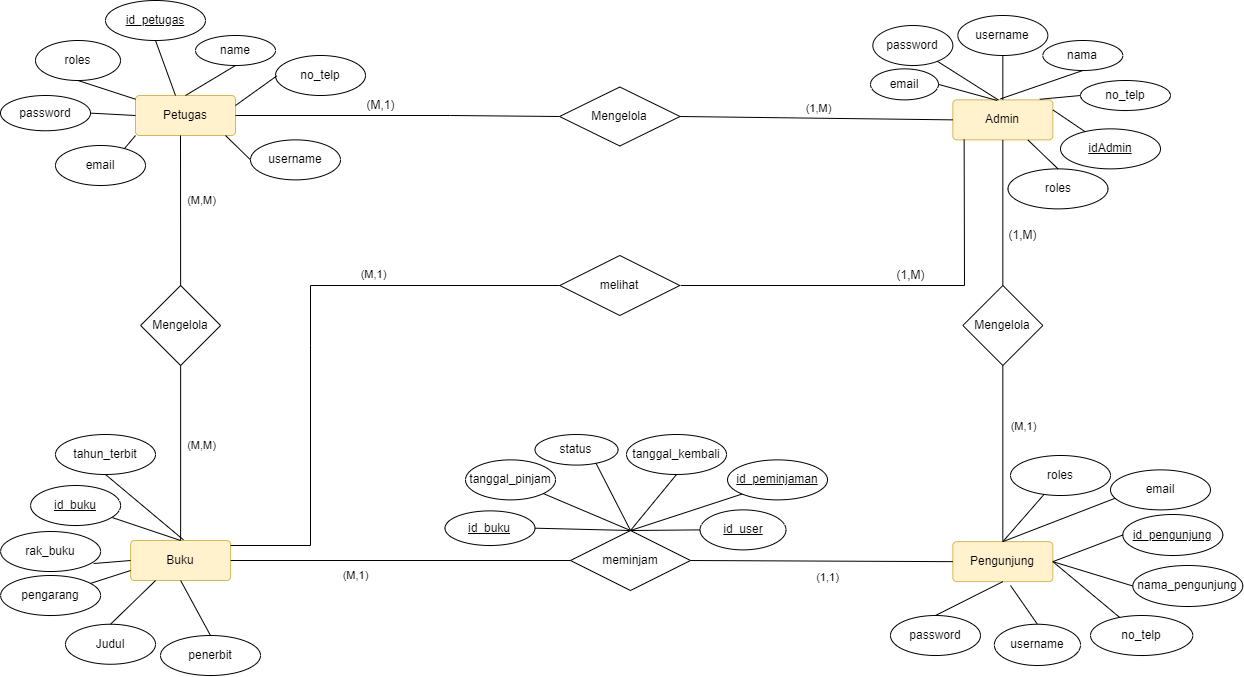 id_petugas
name
roles
no_telp
password
Petugas
email
username
(M,1)
Mengelola
(1,M)
username
password
nama
email
no_telp
Admin
idAdmin
roles
(M,M)
(1,M)
(M,1)
melihat
(1,M)
Mengelola
Mengelola
(M,M)
(M,1)
tahun_terbit
id_buku
rak_buku
Buku
pengarang
Judul
penerbit
status
tanggal_kembali
tanggal_pinjam
id_peminjaman
id_buku
id_user
meminjam
(M,1)
(1,1)
roles
email
id_pengunjung
Pengunjung
nama_pengunjung
password
username
no_telp